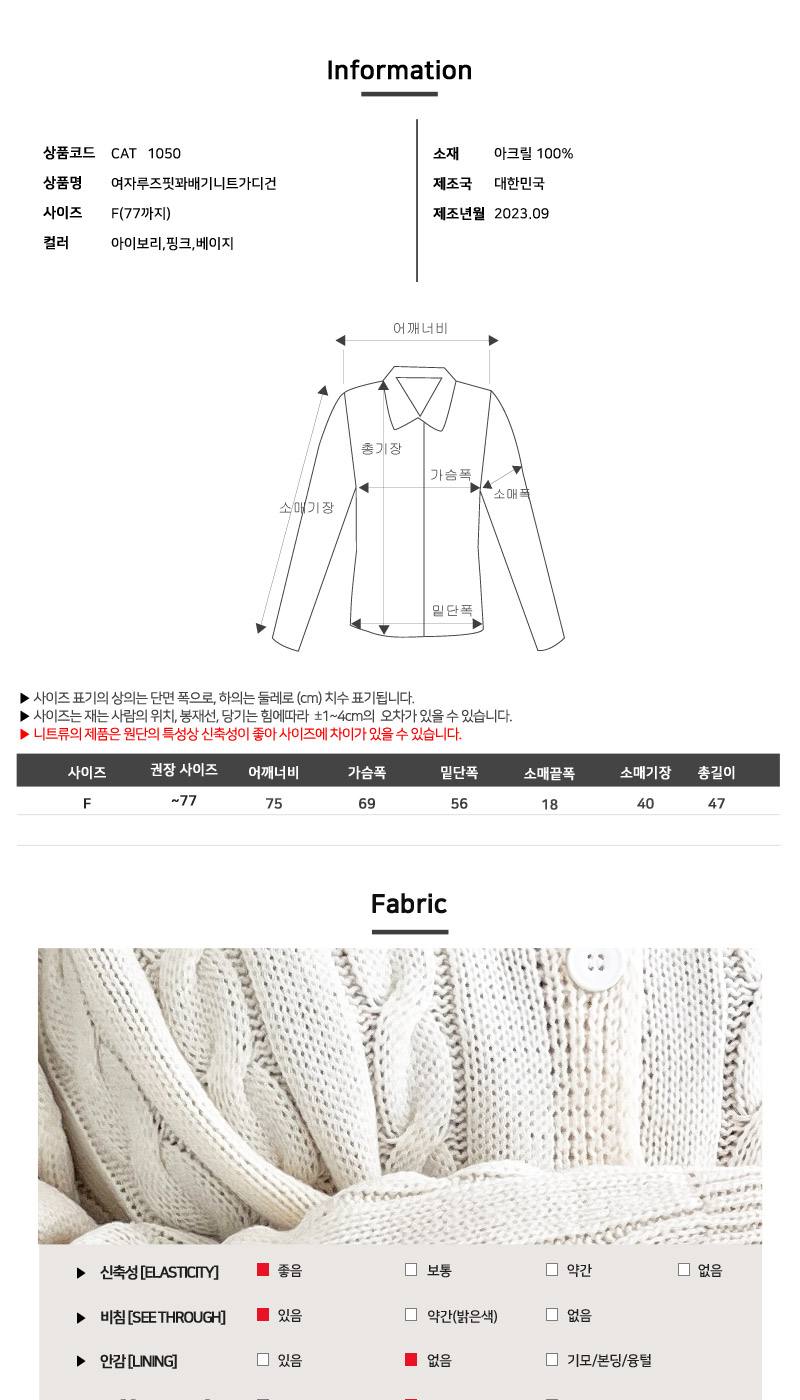 Information
상품코드 CAT 1050
상품명 여자루즈핏꽈배기니트가디건
사이즈 F(77까지)
컬러 아이보리,핑크,베이지
소재 아크릴 100%
제조국 대한민국
제조년월 2023.09
어깨너비
총기장
가슴폭
소매폭
소매기장
밑단폭
▶ 사이즈 표기의 상의는 단면 폭으로, 하의는 둘레로 (cm) 치수 표기됩니다.
▶ 사이즈는 재는 사람의 위치, 봉재선, 당기는 힘에따라 ±1~4cm의 오차가 있을 수 있습니다.
▶ 니트류의 제품은 원단의 특성상 신축성이 좋아 사이즈에 차이가 있을 수 있습니다.
사이즈 권장 사이즈 어깨너비 가슴폭 밑단폭 소매끝폭 소매기장 총길이
F ~77 75 69 56 18 40 47
Fabric
▶ 신축성 [ELASTICITY] 좋음 보통 약간 없음
▶ 비침 [SEE THROUGH] 있음 약간(밝은색) 없음
▶ 안감 [LINING] 있음 없음 기모/본딩/융털